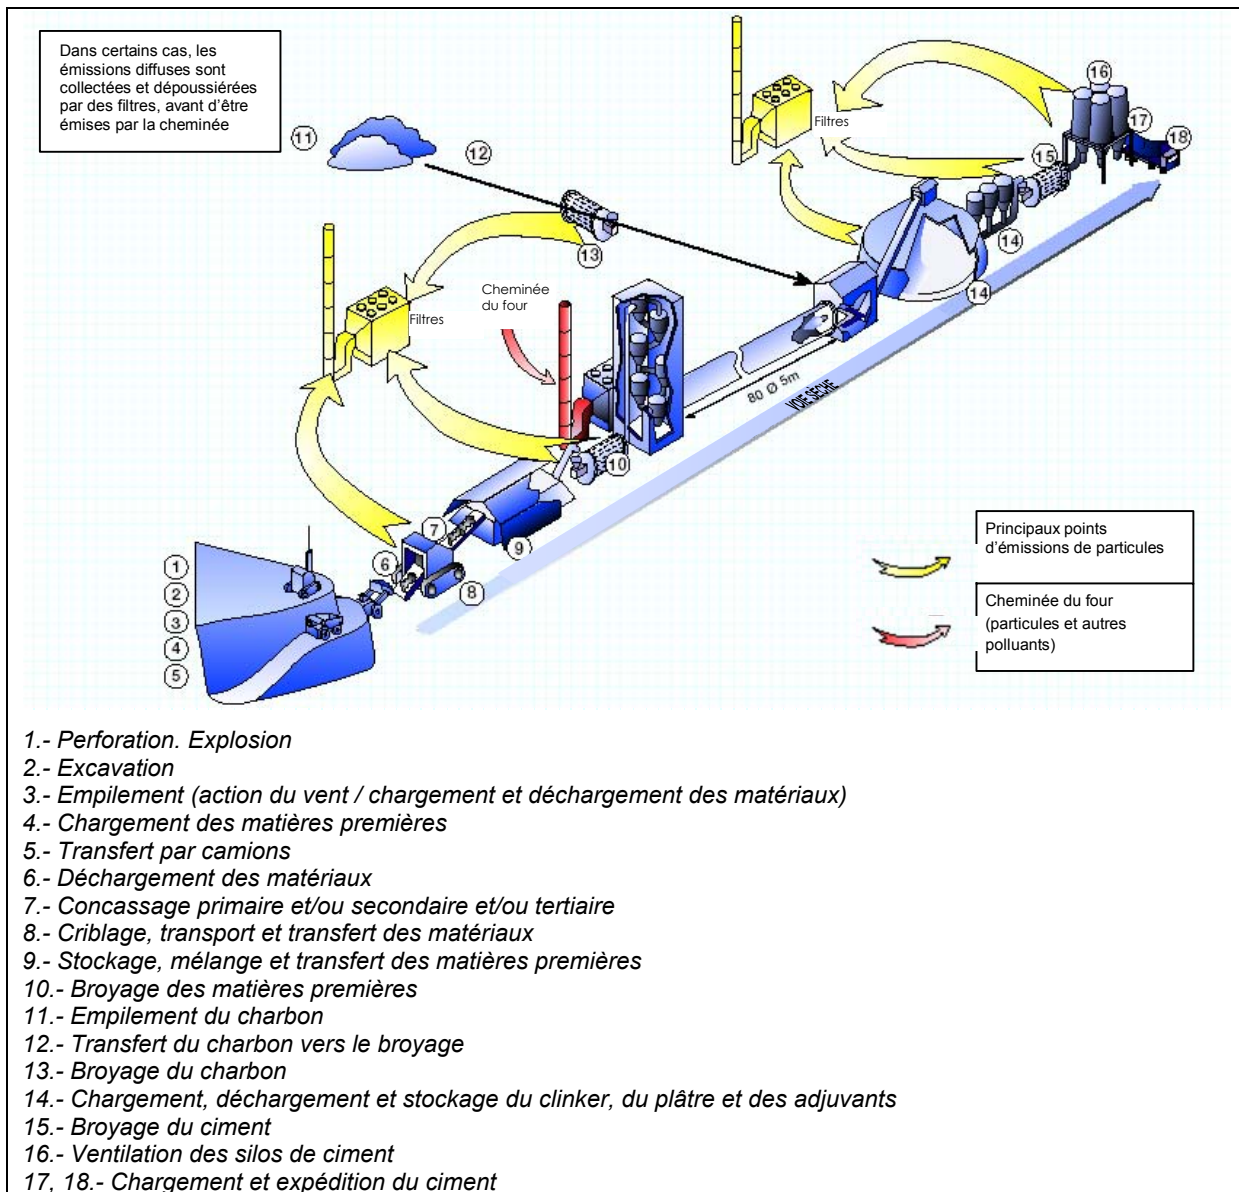 Dans certains cas, les
émissions diffuses sont
collectées et dépoussiérées
par des filtres, avant d'être
émises par la cheminée
11
12
13
Filtres
Cheminée
du four
Filtres
16
17
18
15
14
14
80 Ø 5m
VOIE SÈCHE
10
7
6
9
8
1
2
3
4
5
Principaux points
d'émissions de particules
Cheminée du four
(particules et autres
polluants)
1.- Perforation. Explosion
2.- Excavation
3.- Empilement (action du vent / chargement et déchargement des matériaux)
4.- Chargement des matières premières
5.- Transfert par camions
6.- Déchargement des matériaux
7.- Concassage primaire et/ou secondaire et/ou tertiaire
8.- Criblage, transport et transfert des matériaux
9.- Stockage, mélange et transfert des matières premières
10.- Broyage des matières premières
11.- Empilement du charbon
12.- Transfert du charbon vers le broyage
13.- Broyage du charbon
14.- Chargement, déchargement et stockage du clinker, du plâtre et des adjuvants
15.- Broyage du ciment
16.- Ventilation des silos de ciment
17, 18.- Chargement et expédition du ciment